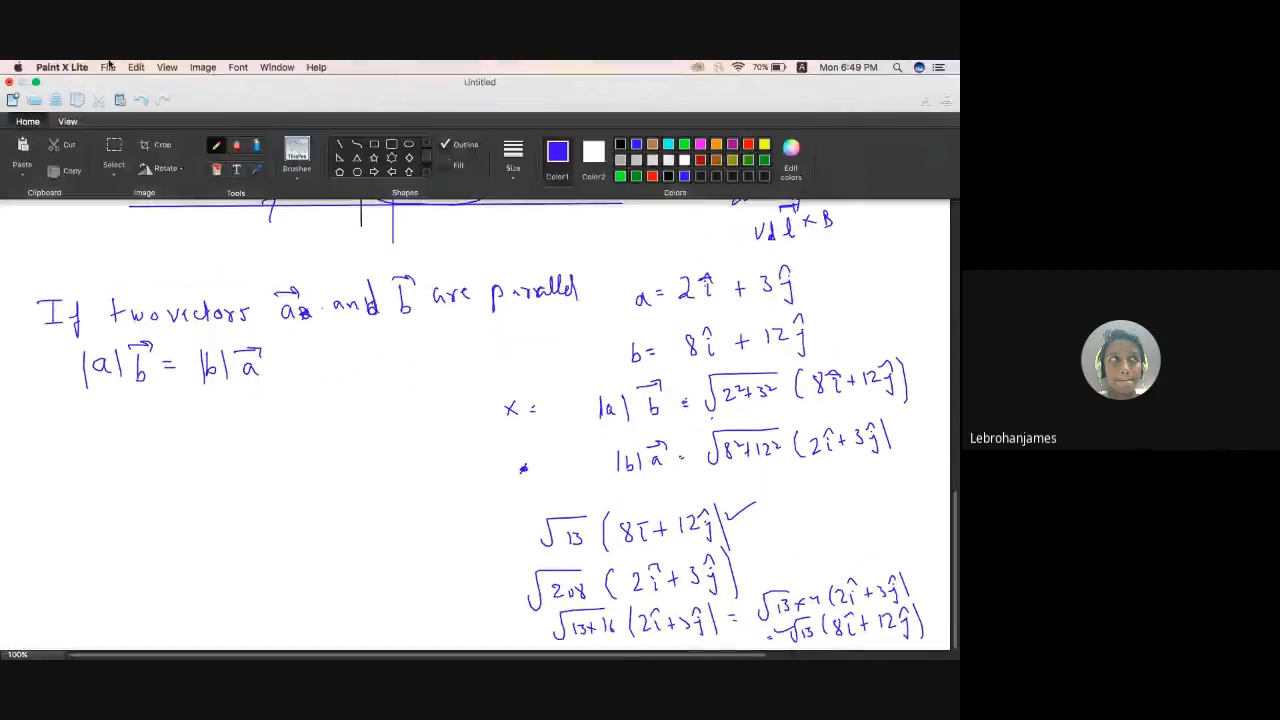 Paint X Lite File Edit View Image Font Window Help 70% A Mon 6:49 PM
Untitled
Home View
Paste Cut Copy Clipboard
Select Crop Rotate Image
Tools
Brushes ThisPen
Shapes Outline Fill
Size
Color1 Color2 Edit colors Colors
Vd l⃗ × B
If two vectors a⃗ and b⃗ are parallel
|a| b⃗ = |b| a⃗
a = 2î + 3ĵ
b = 8î + 12ĵ
x = |a| b⃗ = √2²+3² (8î + 12ĵ)
|b| a⃗ = √8²+12² (2î + 3ĵ)
√13 (8î + 12ĵ) ✓
√208 (2î + 3ĵ)
√13×16 (2î + 3ĵ) = √13 × 4 (2î + 3ĵ)
= √13 (8î + 12ĵ)
100%
Lebrohanjames